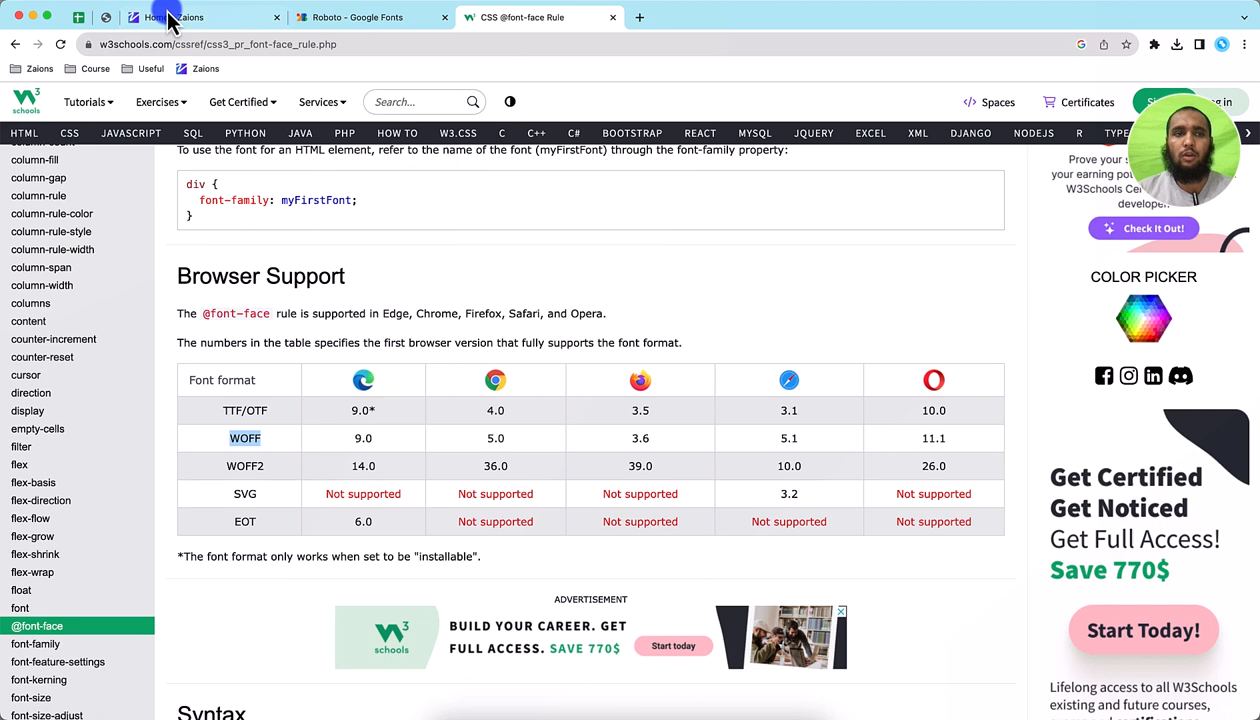 Zaions
Roboto - Google Fonts
CSS @font-face Rule
w3schools.com/cssref/css3_pr_font-face_rule.php
Zaions
Course
Useful
Zaions
W3
schools
Tutorials
Exercises
Get Certified
Services
Search...
Spaces
Certificates
HTML CSS JAVASCRIPT SQL PYTHON JAVA PHP HOW TO W3.CSS C C++ C# BOOTSTRAP REACT MYSQL JQUERY EXCEL XML DJANGO NODEJS R
column-fill
column-gap
column-rule
column-rule-color
column-rule-style
column-rule-width
column-span
column-width
columns
content
counter-increment
counter-reset
cursor
direction
display
empty-cells
filter
flex
flex-basis
flex-direction
flex-flow
flex-grow
flex-shrink
flex-wrap
float
font
@font-face
font-family
font-feature-settings
font-kerning
font-size
font-size-adjust
To use the font for an HTML element, refer to the name of the font (myFirstFont) through the font-family property:
div {
font-family: myFirstFont;
}
Browser Support
The @font-face rule is supported in Edge, Chrome, Firefox, Safari, and Opera.
The numbers in the table specifies the first browser version that fully supports the font format.
Font format
TTF/OTF 9.0* 4.0 3.5 3.1 10.0
WOFF 9.0 5.0 3.6 5.1 11.1
WOFF2 14.0 36.0 39.0 10.0 26.0
SVG Not supported Not supported Not supported 3.2 Not supported
EOT 6.0 Not supported Not supported Not supported Not supported
*The font format only works when set to be "installable".
ADVERTISEMENT
W3
schools
BUILD YOUR CAREER. GET
FULL ACCESS. SAVE 770$
Start today
Syntax
Prove your
your earning
W3Schools
Check It Out!
COLOR PICKER
Get Certified
Get Noticed
Get Full Access!
Save 770$
Start Today!
Lifelong access to all W3Schools
existing and future courses,